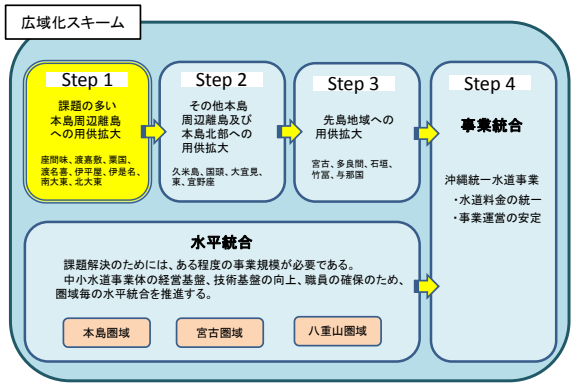 広域化スキーム
Step 1
課題の多い
本島周辺離島
への用供拡大
座間味、渡嘉敷、粟国、
渡名喜、伊平屋、伊是名、
南大東、北大東
Step 2
その他本島
周辺離島及び
本島北部への
用供拡大
久米島、国頭、大宜見、
東、宜野座
Step 3
先島地域への
用供拡大
宮古、多良間、石垣、
竹富、与那国
Step 4
事業統合
沖縄統一水道事業
・水道料金の統一
・事業運営の安定
水平統合
課題解決のためには、ある程度の事業規模が必要である。
中小水道事業体の経営基盤、技術基盤の向上、職員の確保のため、
圏域毎の水平統合を推進する。
本島圏域
宮古圏域
八重山圏域